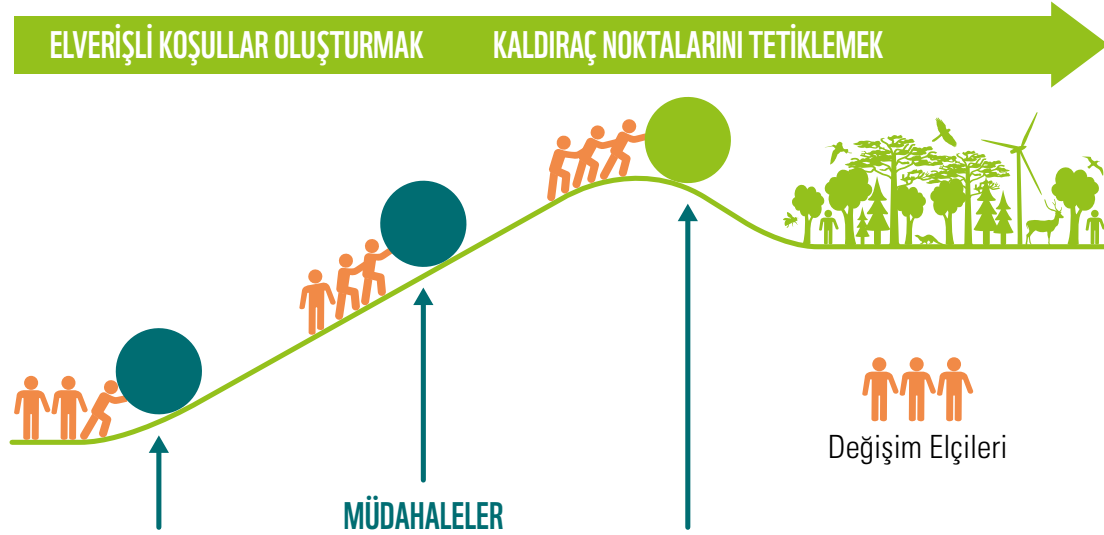 ELVERİŞLİ KOŞULLAR OLUŞTURMAK
KALDIRAÇ NOKTALARINI TETİKLEMEK
Değişim Elçileri
MÜDAHALELER